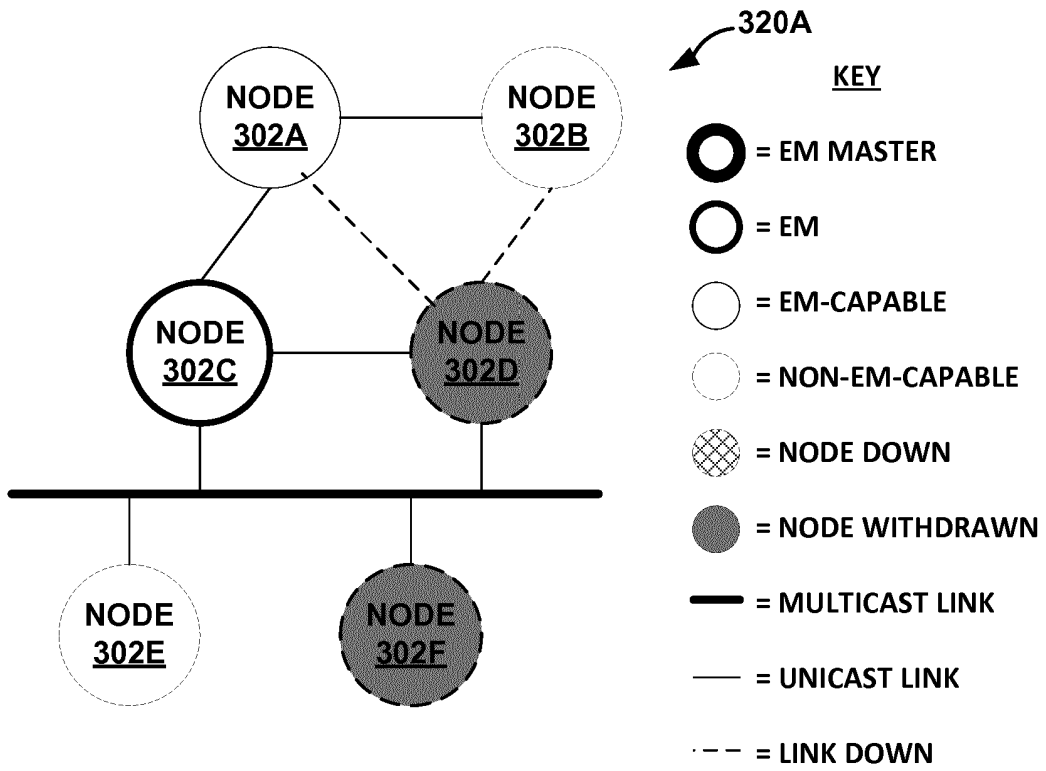 320A
KEY
NODE
302A
NODE
302B
= EM MASTER
= EM
= EM-CAPABLE
NODE
302C
NODE
302D
= NON-EM-CAPABLE
= NODE DOWN
= NODE WITHDRAWN
= MULTICAST LINK
NODE
302E
NODE
302F
= UNICAST LINK
= LINK DOWN